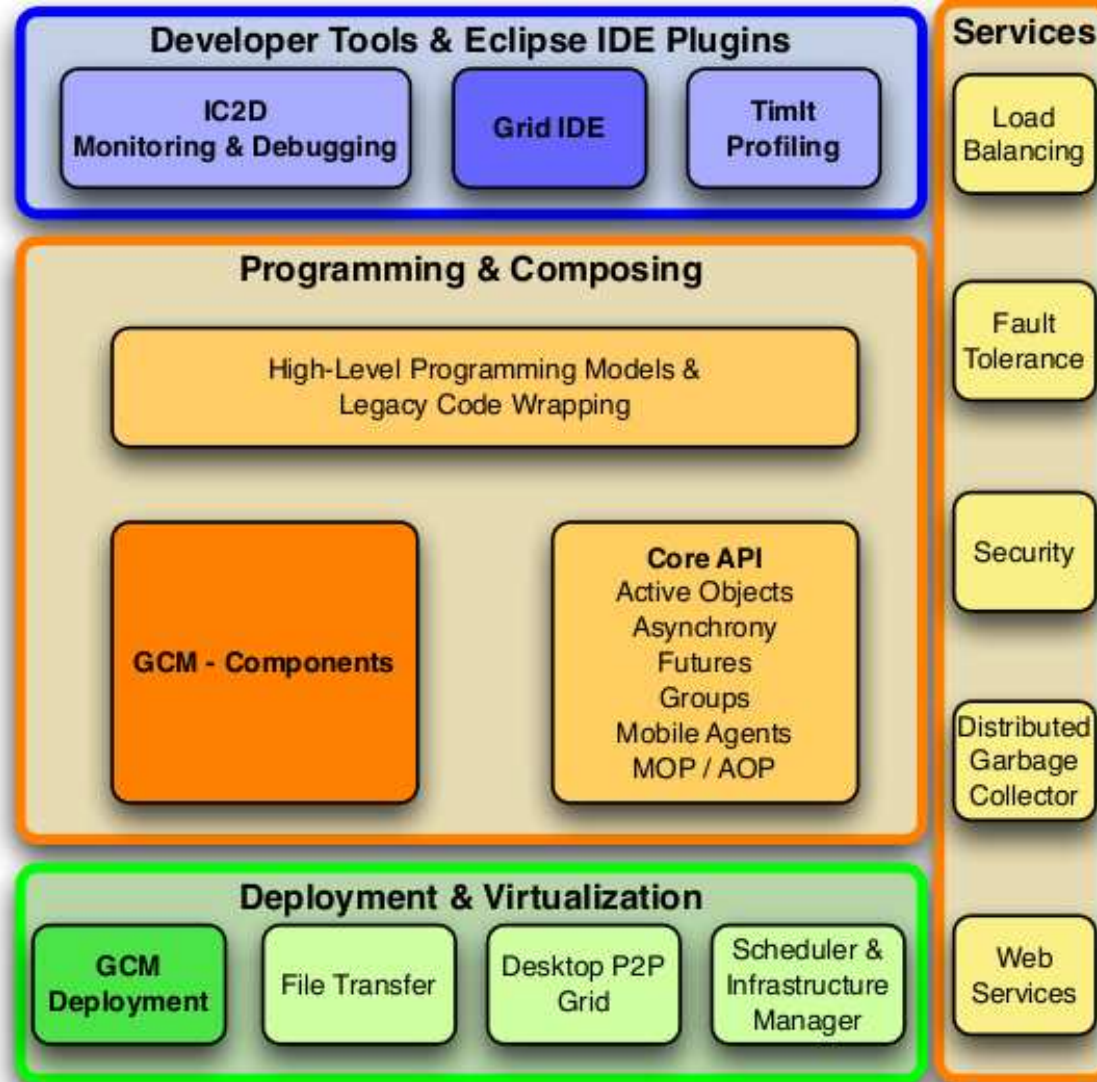 Developer Tools & Eclipse IDE Plugins
IC2D
Monitoring & Debugging
Grid IDE
TimIt
Profiling
Programming & Composing
High-Level Programming Models &
Legacy Code Wrapping
GCM - Components
Core API
Active Objects
Asynchrony
Futures
Groups
Mobile Agents
MOP / AOP
Deployment & Virtualization
GCM
Deployment
File Transfer
Desktop P2P
Grid
Scheduler &
Infrastructure
Manager
Services
Load
Balancing
Fault
Tolerance
Security
Distributed
Garbage
Collector
Web
Services